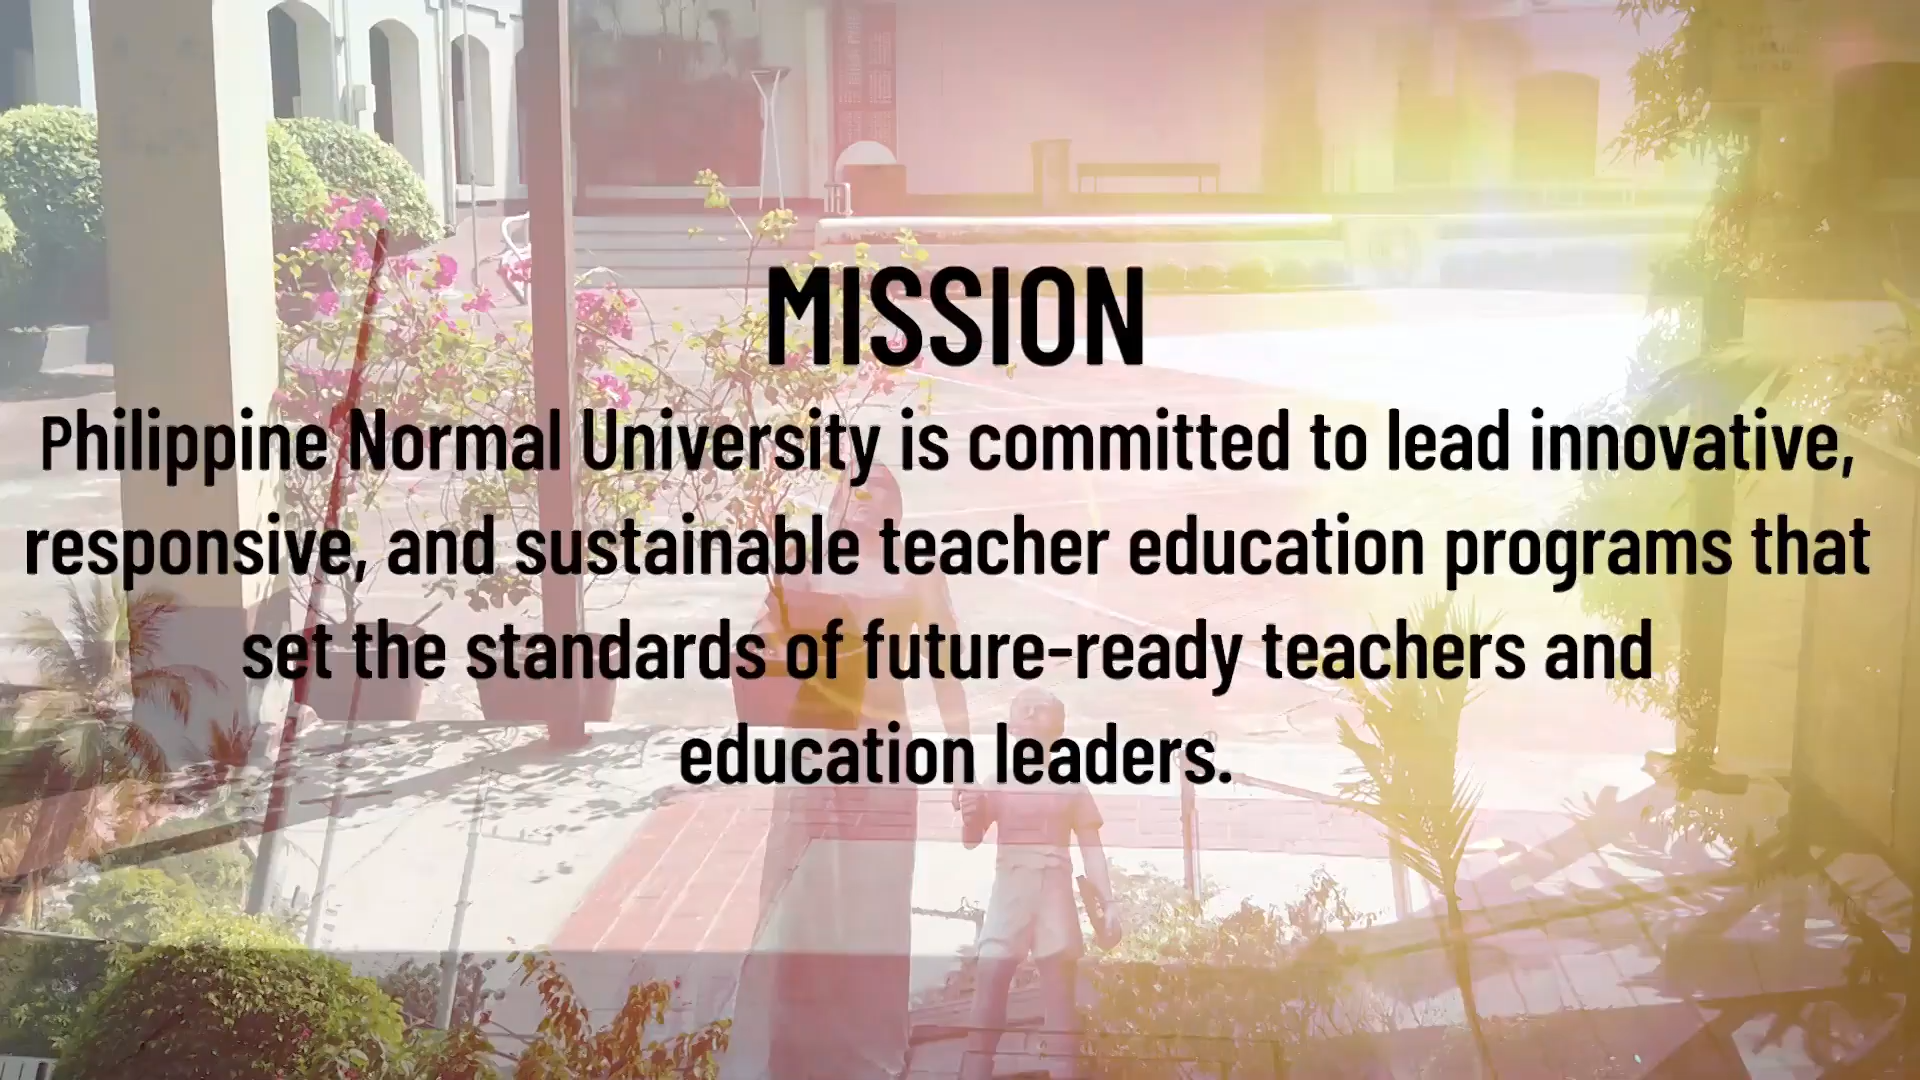 MISSION
Philippine Normal University is committed to lead innovative,
responsive, and sustainable teacher education programs that
set the standards of future-ready teachers and
education leaders.